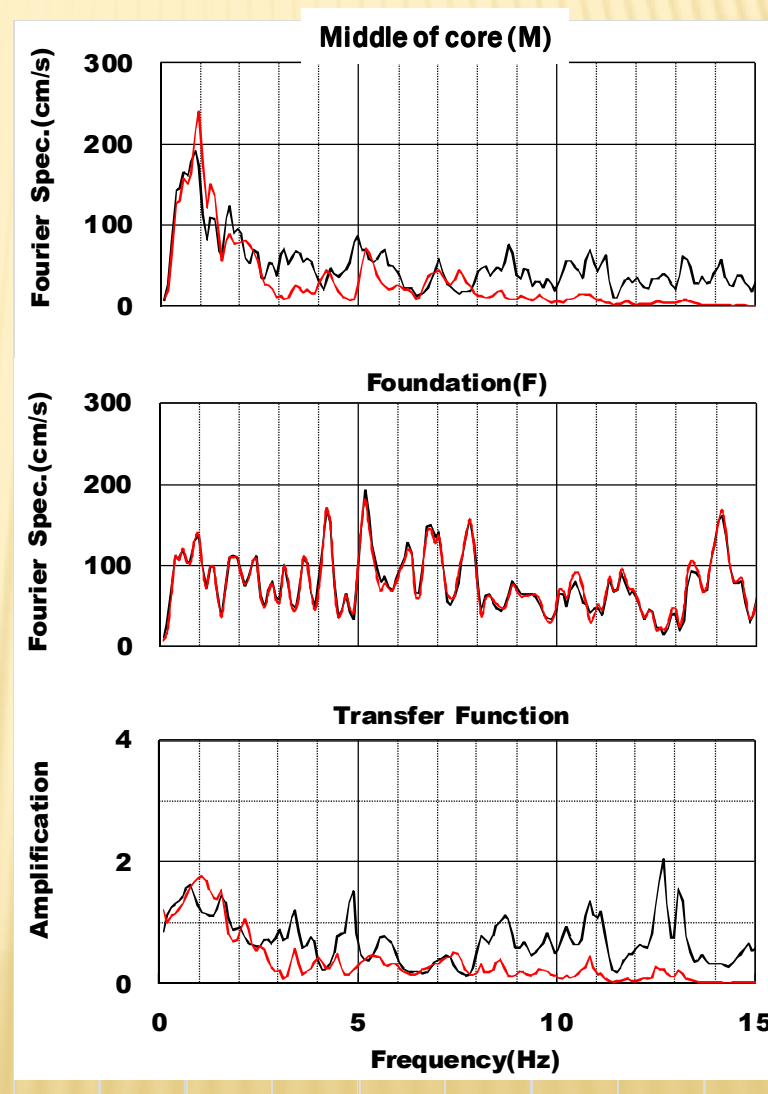 Middle of core (M)
Fourier Spec.(cm/s)
300
200
100
0
Foundation(F)
Fourier Spec.(cm/s)
300
200
100
0
Transfer Function
Amplification
4
2
0
0 5 10 15
Frequency(Hz)